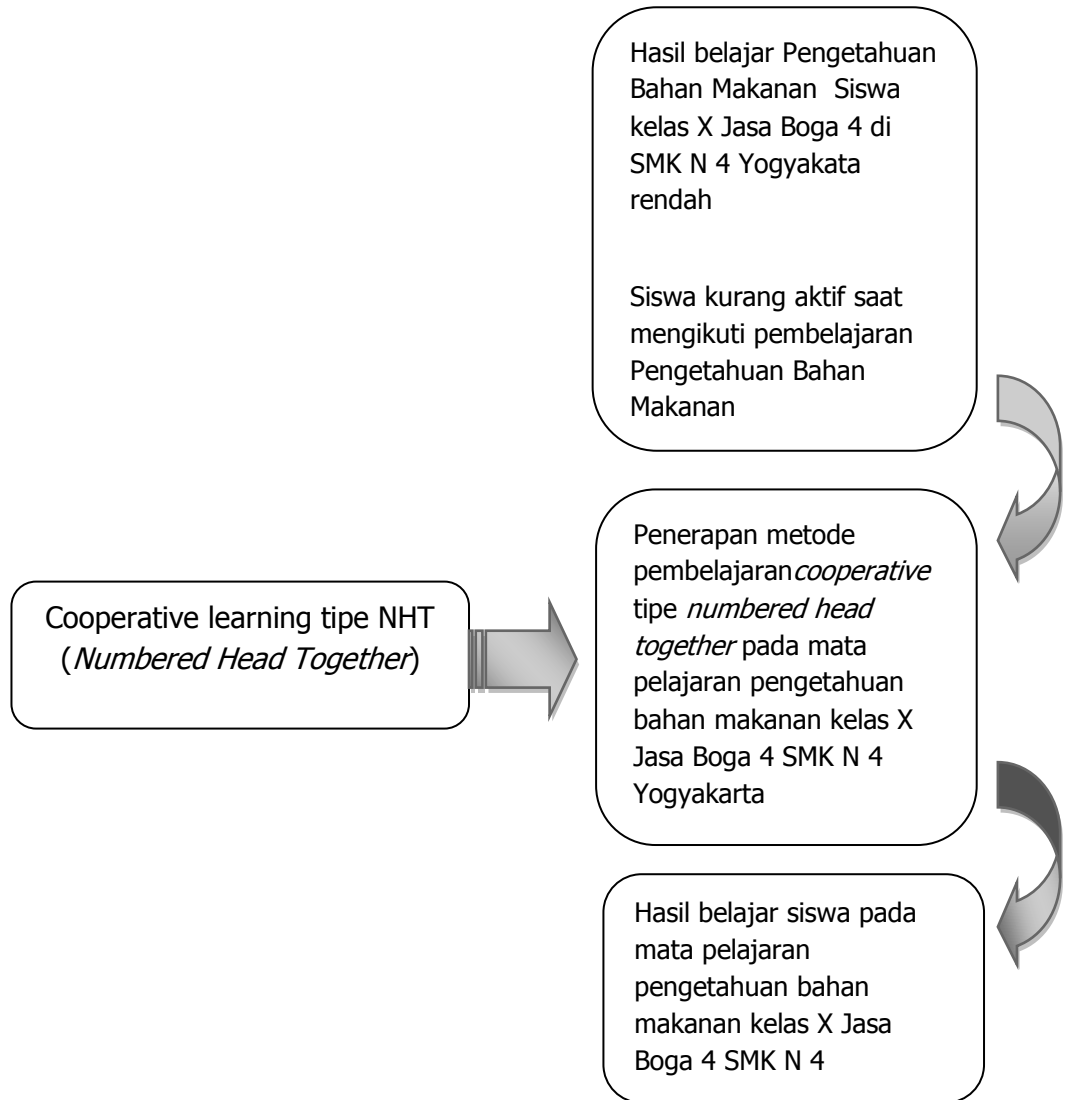 Hasil belajar Pengetahuan
Bahan Makanan Siswa
kelas X Jasa Boga 4 di
SMK N 4 Yogyakata
rendah
Siswa kurang aktif saat
mengikuti pembelajaran
Pengetahuan Bahan
Makanan
Cooperative learning tipe NHT
(Numbered Head Together)
Penerapan metode
pembelajarancooperative
tipe numbered head
together pada mata
pelajaran pengetahuan
bahan makanan kelas X
Jasa Boga 4 SMK N 4
Yogyakarta
Hasil belajar siswa pada
mata pelajaran
pengetahuan bahan
makanan kelas X Jasa
Boga 4 SMK N 4